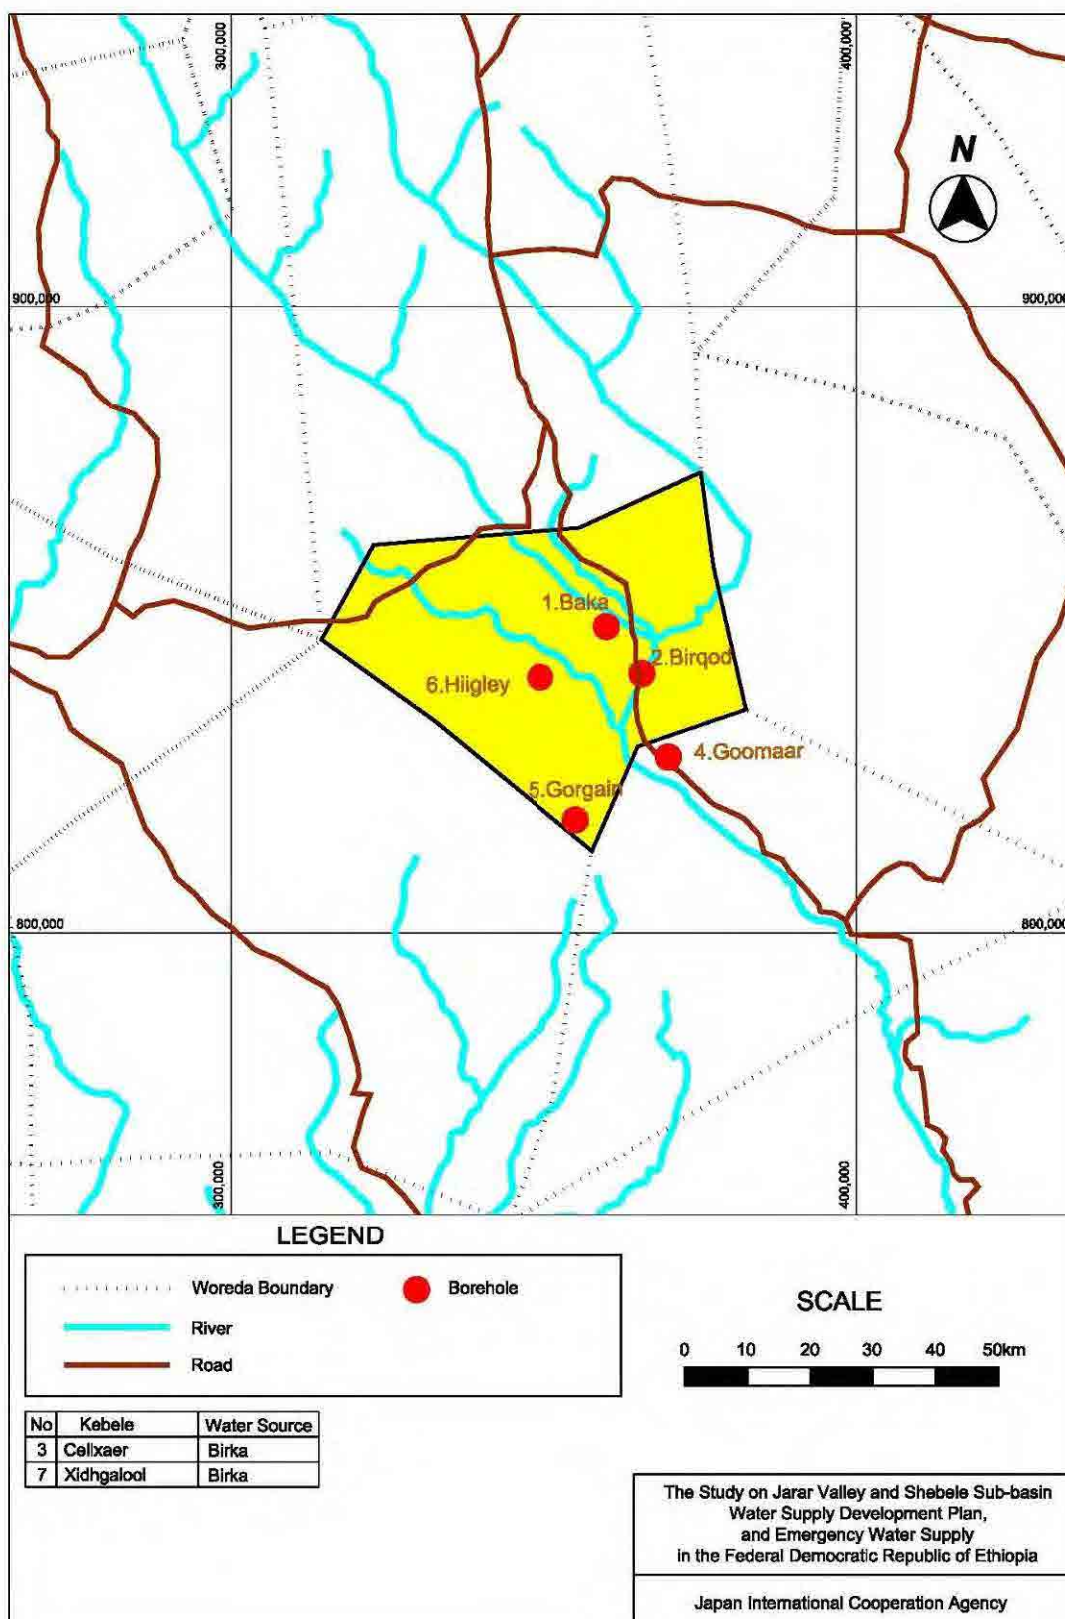 300,000
400,000
N
900,000
900,000
1.Baka
2.Birqod
6.Hiigley
4.Goomaar
5.Gorgain
800,000
800,000
300,000
400,000
LEGEND
Woreda Boundary
Borehole
River
Road
SCALE
0 10 20 30 40 50km
No Kebele Water Source
3 Cellxaer Birka
7 Xidhgalool Birka
The Study on Jarar Valley and Shebele Sub-basin
Water Supply Development Plan,
and Emergency Water Supply
in the Federal Democratic Republic of Ethiopia
Japan International Cooperation Agency